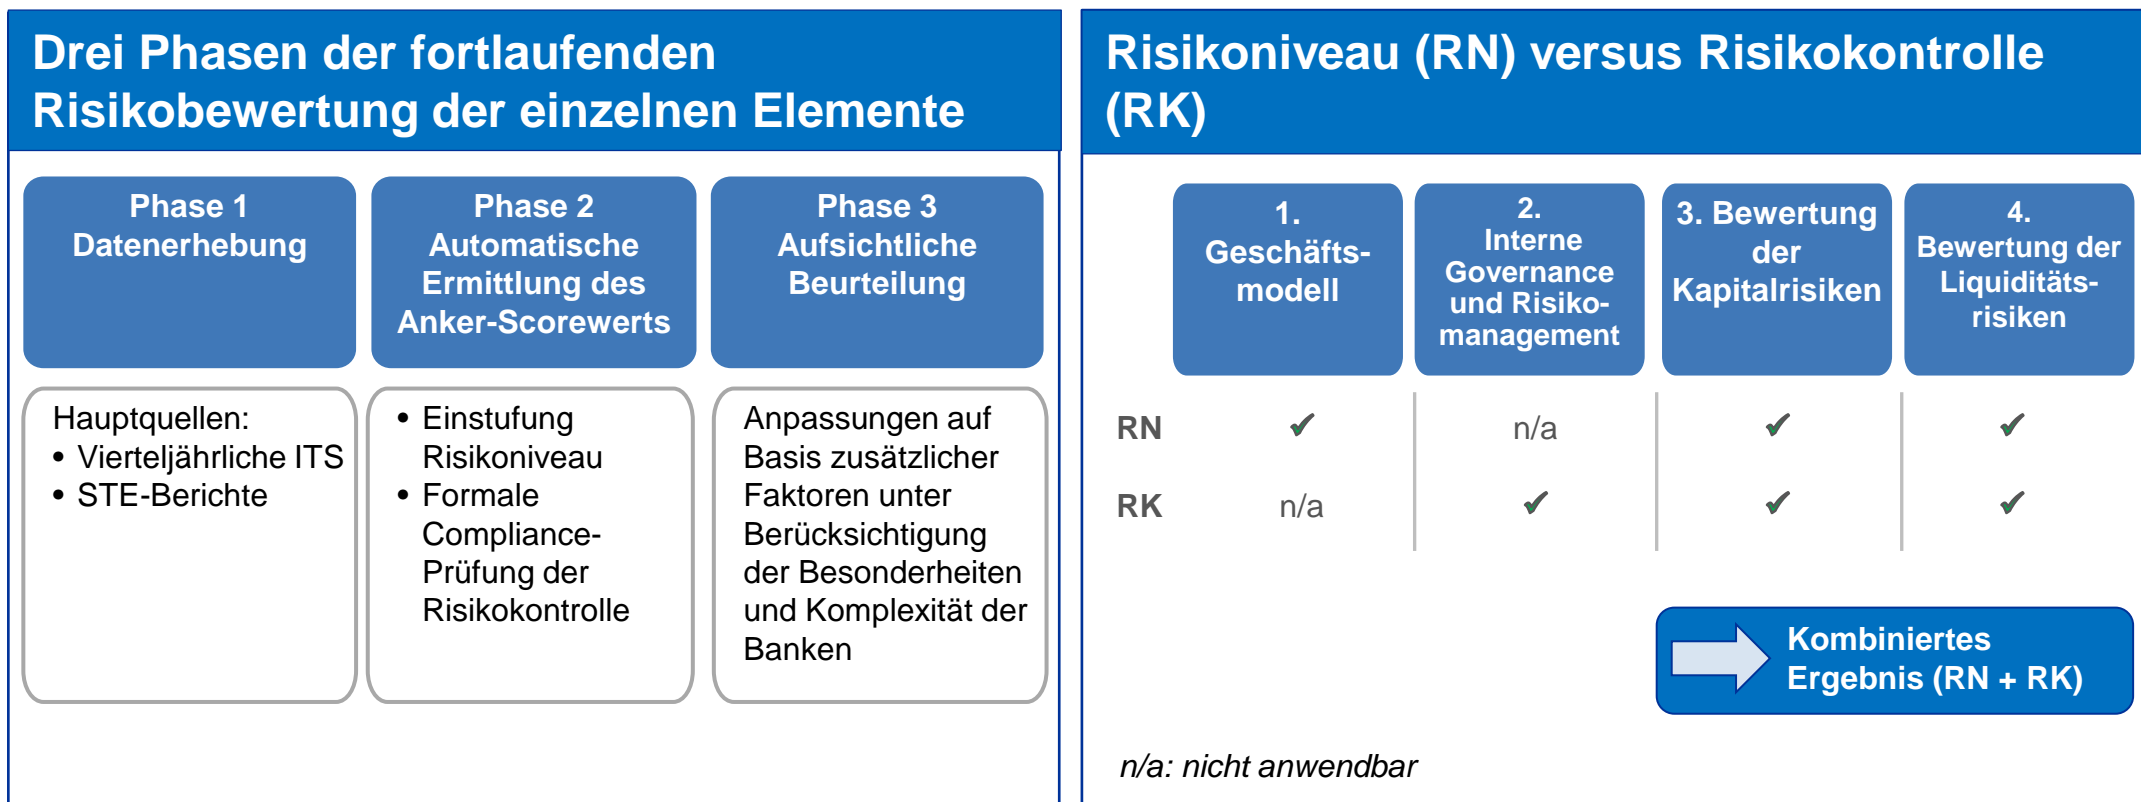 Drei Phasen der fortlaufenden
Risikobewertung der einzelnen Elemente
Phase 1
Datenerhebung
Phase 2
Automatische
Ermittlung des
Anker-Scorewerts
Phase 3
Aufsichtliche
Beurteilung
Hauptquellen:
• Vierteljährliche ITS
• STE-Berichte
• Einstufung
Risikoniveau
• Formale
Compliance-
Prüfung der
Risikokontrolle
Anpassungen auf
Basis zusätzlicher
Faktoren unter
Berücksichtigung
der Besonderheiten
und Komplexität der
Banken
Risikoniveau (RN) versus Risikokontrolle
(RK)
1.
Geschäfts-
modell
2.
Interne
Governance
und Risiko-
management
3. Bewertung
der
Kapitalrisiken
4.
Bewertung der
Liquiditäts-
risiken
RN ✔ n/a ✔ ✔
RK n/a ✔ ✔ ✔
Kombiniertes
Ergebnis (RN + RK)
n/a: nicht anwendbar